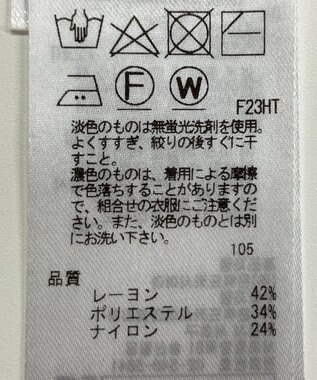 F W
F23HT
淡色のものは無蛍光洗剤を使用。
よくすすぎ、絞りの後すぐに干
すこと。
濃色のものは、着用による摩擦
で色落ちすることがありますの
で、組合せの衣服にご注意くだ
さい。また、淡色のものとは別
にお洗い下さい。
105
品質
レーヨン 42%
ポリエステル 34%
ナイロン 24%